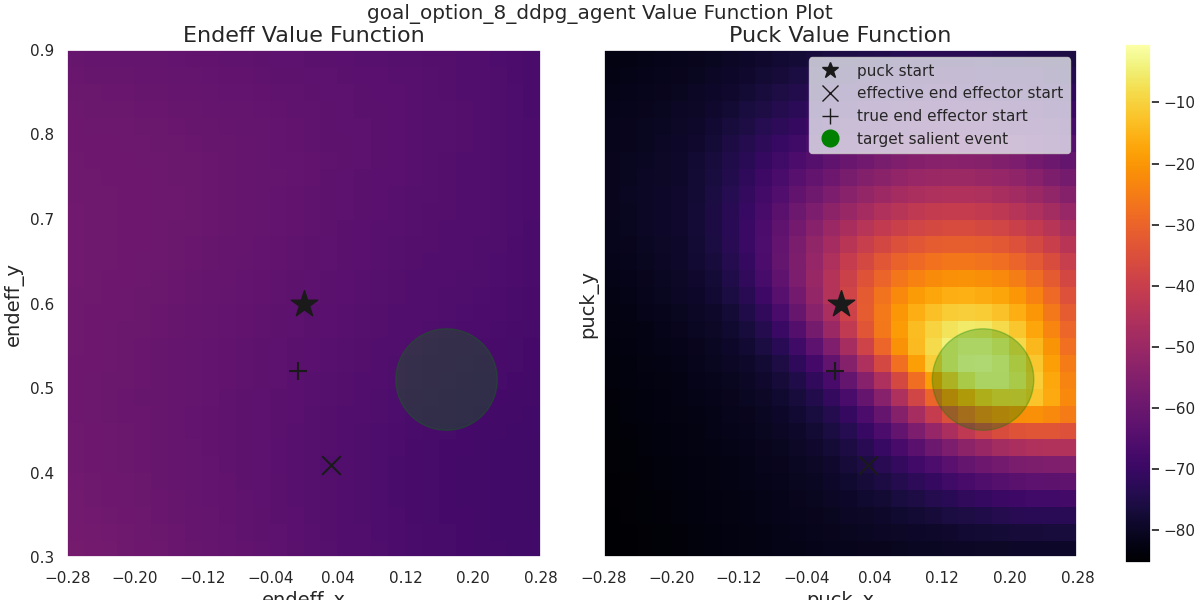 goal_option_8_ddpg_agent Value Function Plot
Endeff Value Function
Puck Value Function
endeff_y
0.9
0.8
0.7
0.6
0.5
0.4
0.3
−0.28 −0.20 −0.12 −0.04 0.04 0.12 0.20 0.28
endeff_x
puck_y
puck start
effective end effector start
true end effector start
target salient event
−0.28 −0.20 −0.12 −0.04 0.04 0.12 0.20 0.28
puck_x
−10
−20
−30
−40
−50
−60
−70
−80